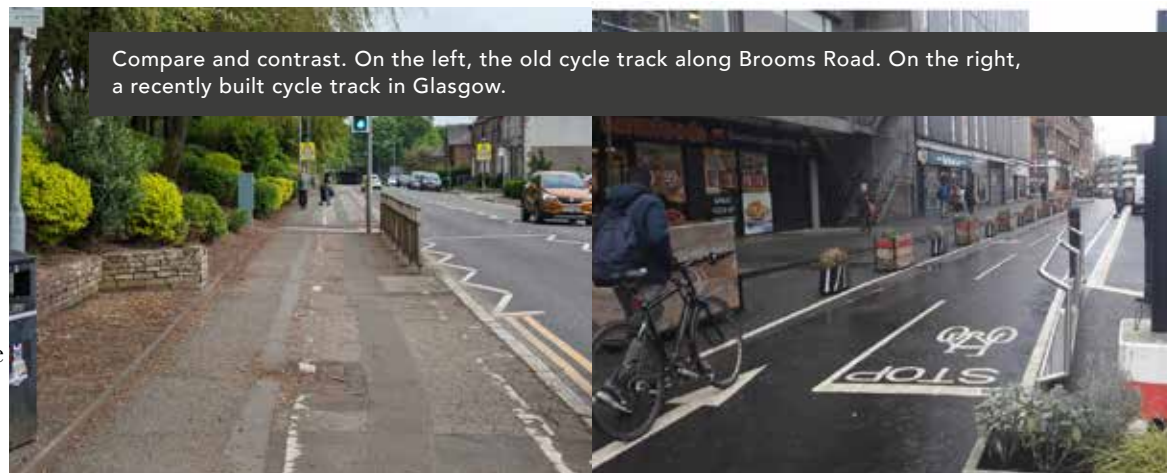 Compare and contrast. On the left, the old cycle track along Brooms Road. On the right,
a recently built cycle track in Glasgow.
STOP